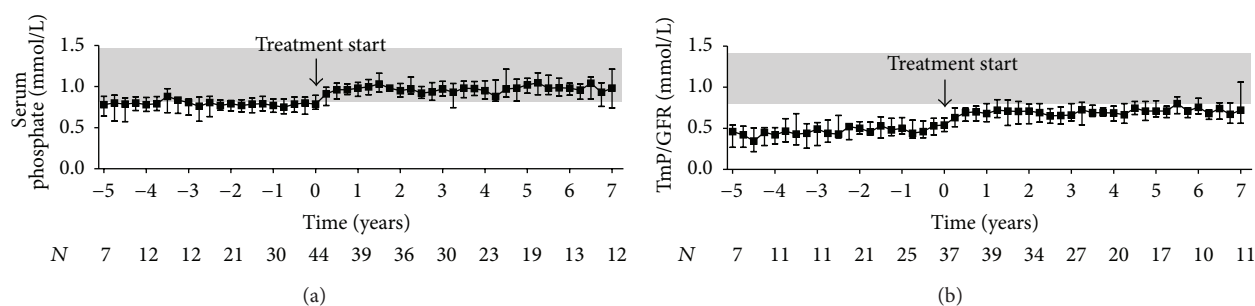 Serum
phosphate (mmol/L)
1.5
1.0
0.5
0.0
Treatment start
−5 −4 −3 −2 −1 0 1 2 3 4 5 6 7
Time (years)
N 7 12 12 21 30 44 39 36 30 23 19 13 12
(a)
TmP/GFR (mmol/L)
1.5
1.0
0.5
0.0
Treatment start
−5 −4 −3 −2 −1 0 1 2 3 4 5 6 7
Time (years)
N 7 11 11 21 25 37 39 34 27 20 17 10 11
(b)